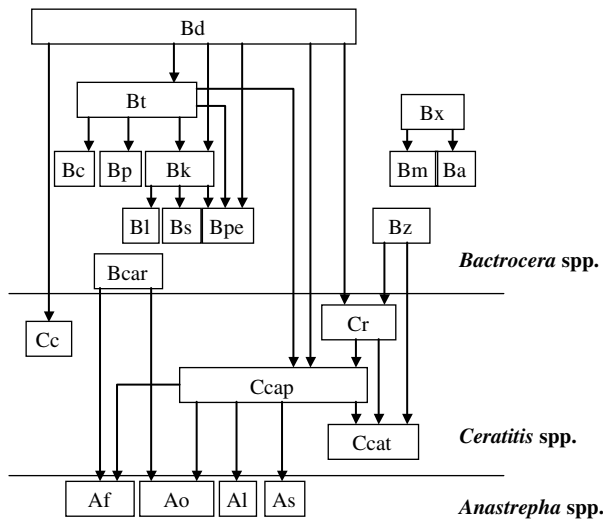 Bd
Bt
Bx
Bc Bp Bk Bm Ba
Bl Bs Bpe Bz
Bactrocera spp.
Bcar
Cc Cr
Ccap
Ccat Ceratitis spp.
Af Ao Al As Anastrepha spp.